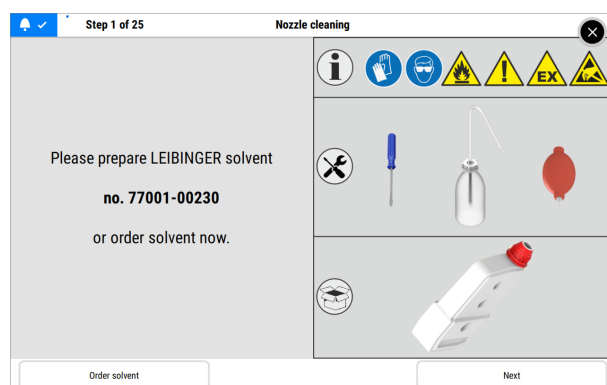 Step 1 of 25
Nozzle cleaning
Please prepare LEIBINGER solvent
no. 77001-00230
or order solvent now.
EX
Order solvent
Next